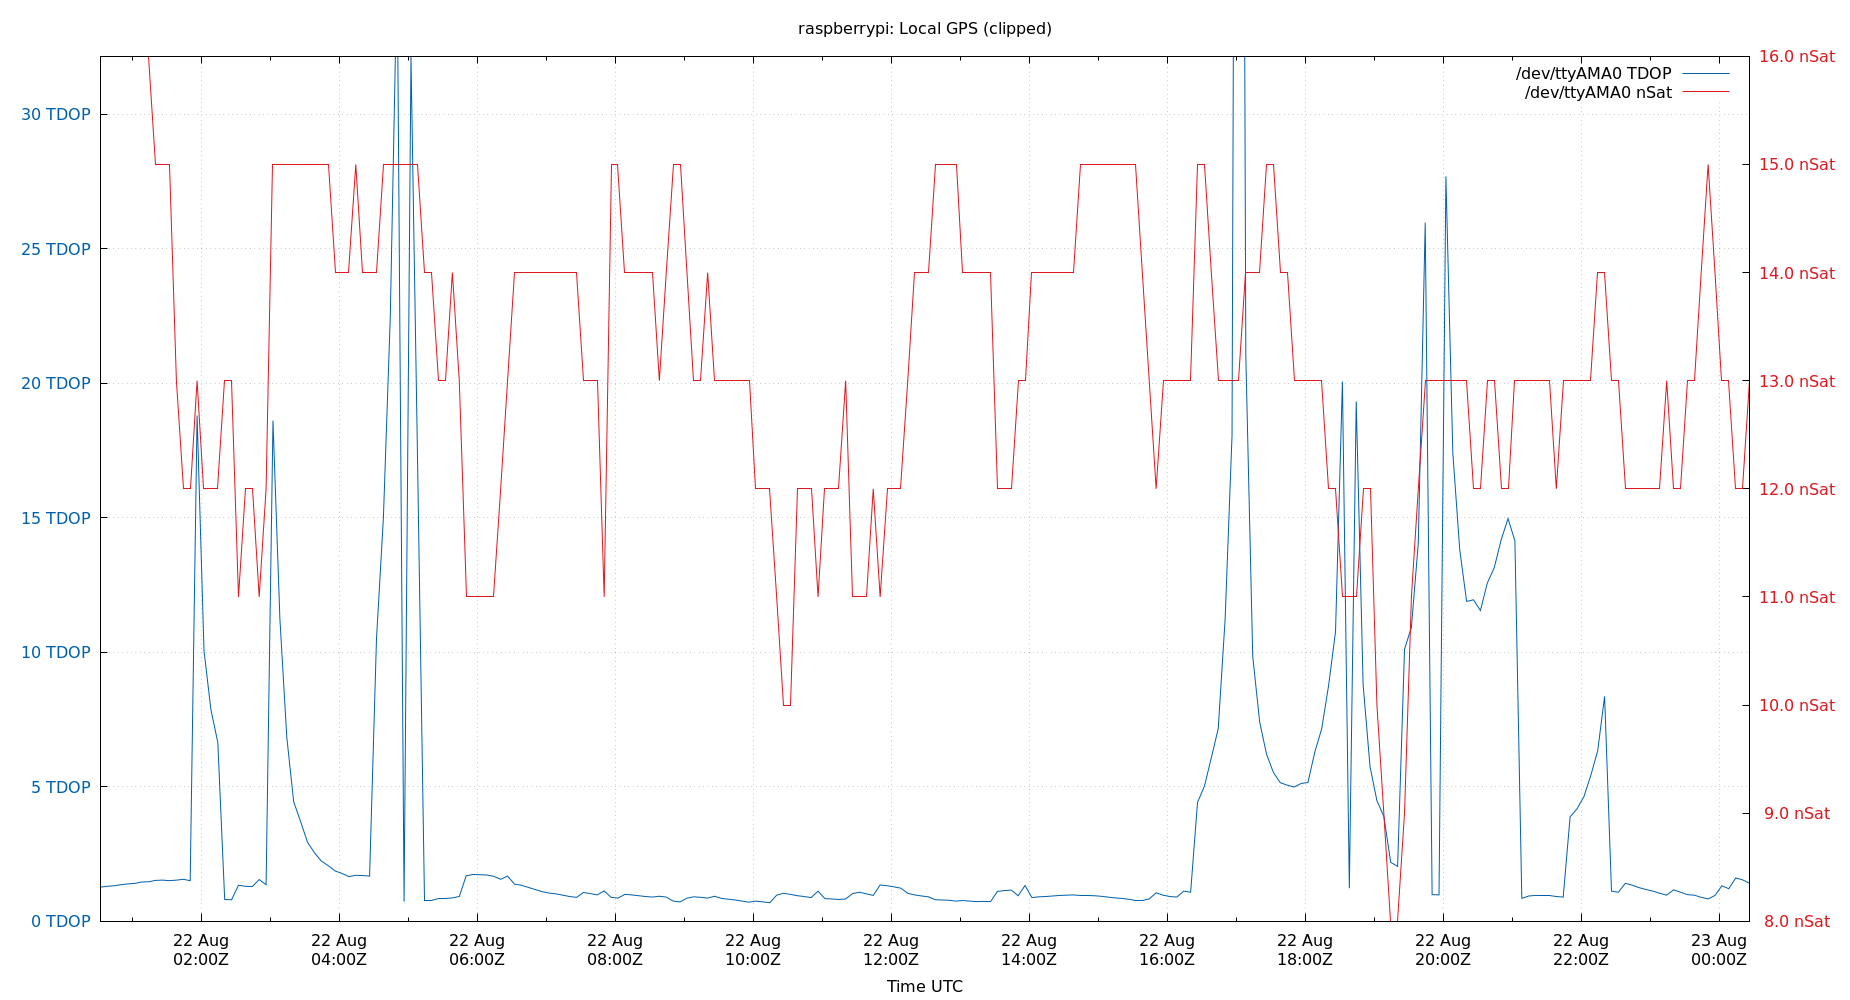 raspberrypi: Local GPS (clipped)
/dev/ttyAMA0 TDOP
/dev/ttyAMA0 nSat
30 TDOP
25 TDOP
20 TDOP
15 TDOP
10 TDOP
5 TDOP
0 TDOP
16.0 nSat
15.0 nSat
14.0 nSat
13.0 nSat
12.0 nSat
11.0 nSat
10.0 nSat
9.0 nSat
8.0 nSat
22 Aug 22 Aug 22 Aug 22 Aug 22 Aug 22 Aug 22 Aug 22 Aug 22 Aug 22 Aug 22 Aug 23 Aug
02:00Z 04:00Z 06:00Z 08:00Z 10:00Z 12:00Z 14:00Z 16:00Z 18:00Z 20:00Z 22:00Z 00:00Z
Time UTC